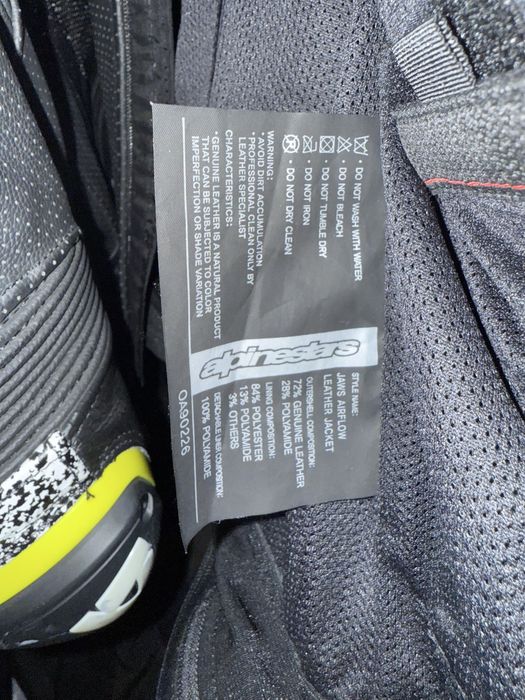 • DO NOT WASH WITH WATER
• DO NOT BLEACH
• DO NOT TUMBLE DRY
• DO NOT IRON
• DO NOT DRY CLEAN
WARNING:
• AVOID DIRT ACCUMULATION
• PROFESSIONAL CLEAN ONLY BY
LEATHER SPECIALIST
CHARACTERISTICS:
• GENUINE LEATHER IS A NATURAL PRODUCT
THAT CAN BE SUBJECTED TO COLOR
IMPERFECTION OR SHADE VARIATION
alpinestars
STYLE NAME:
JAWS AIRFLOW
LEATHER JACKET
OUTERSHELL COMPOSITION:
72% GENUINE LEATHER
28% POLYAMIDE
LINING COMPOSITION:
84% POLYESTER
13% POLYAMIDE
3% OTHERS
DETACHABLE LINER COMPOSITION:
100% POLYAMIDE
OA90226